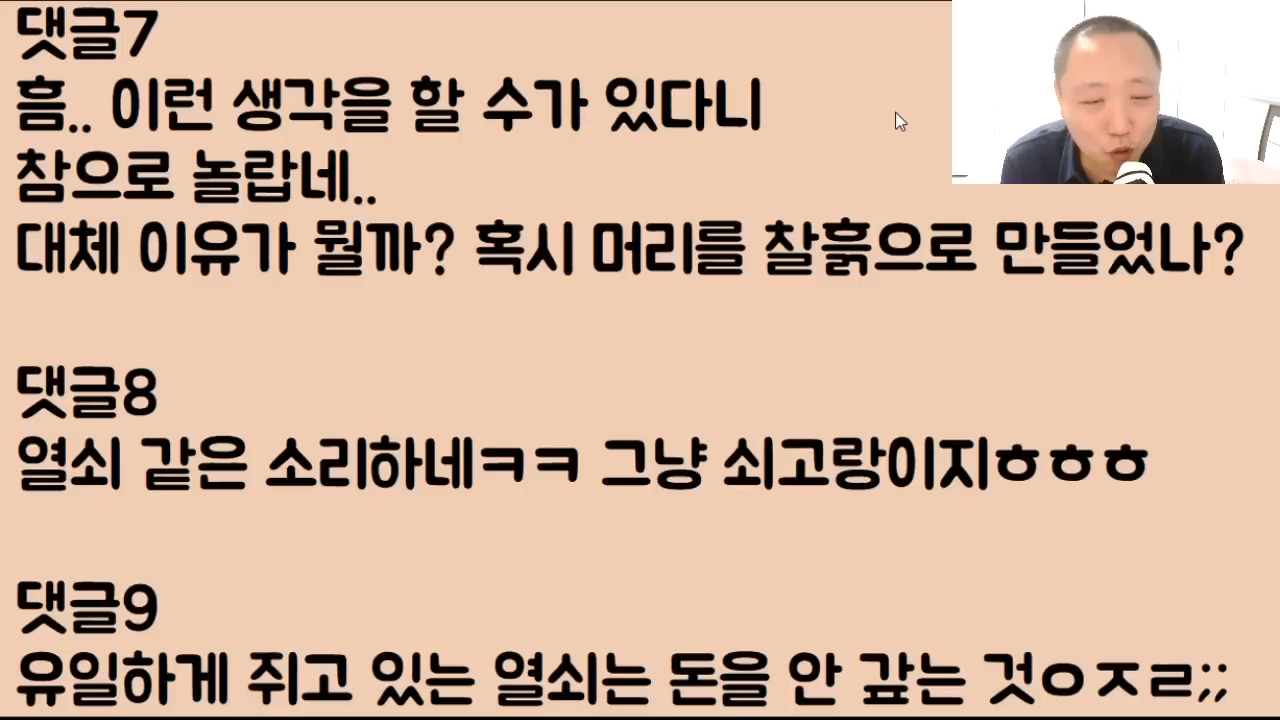 댓글7
흠.. 이런 생각을 할 수가 있다니
참으로 놀랍네..
대체 이유가 뭘까? 혹시 머리를 찰흙으로 만들었나?
댓글8
열쇠 같은 소리하네ㅋㅋ 그냥 쇠고랑이지ㅎㅎㅎ
댓글9
유일하게 쥐고 있는 열쇠는 돈을 안 갚는 것ㅇㅈㄹ;;